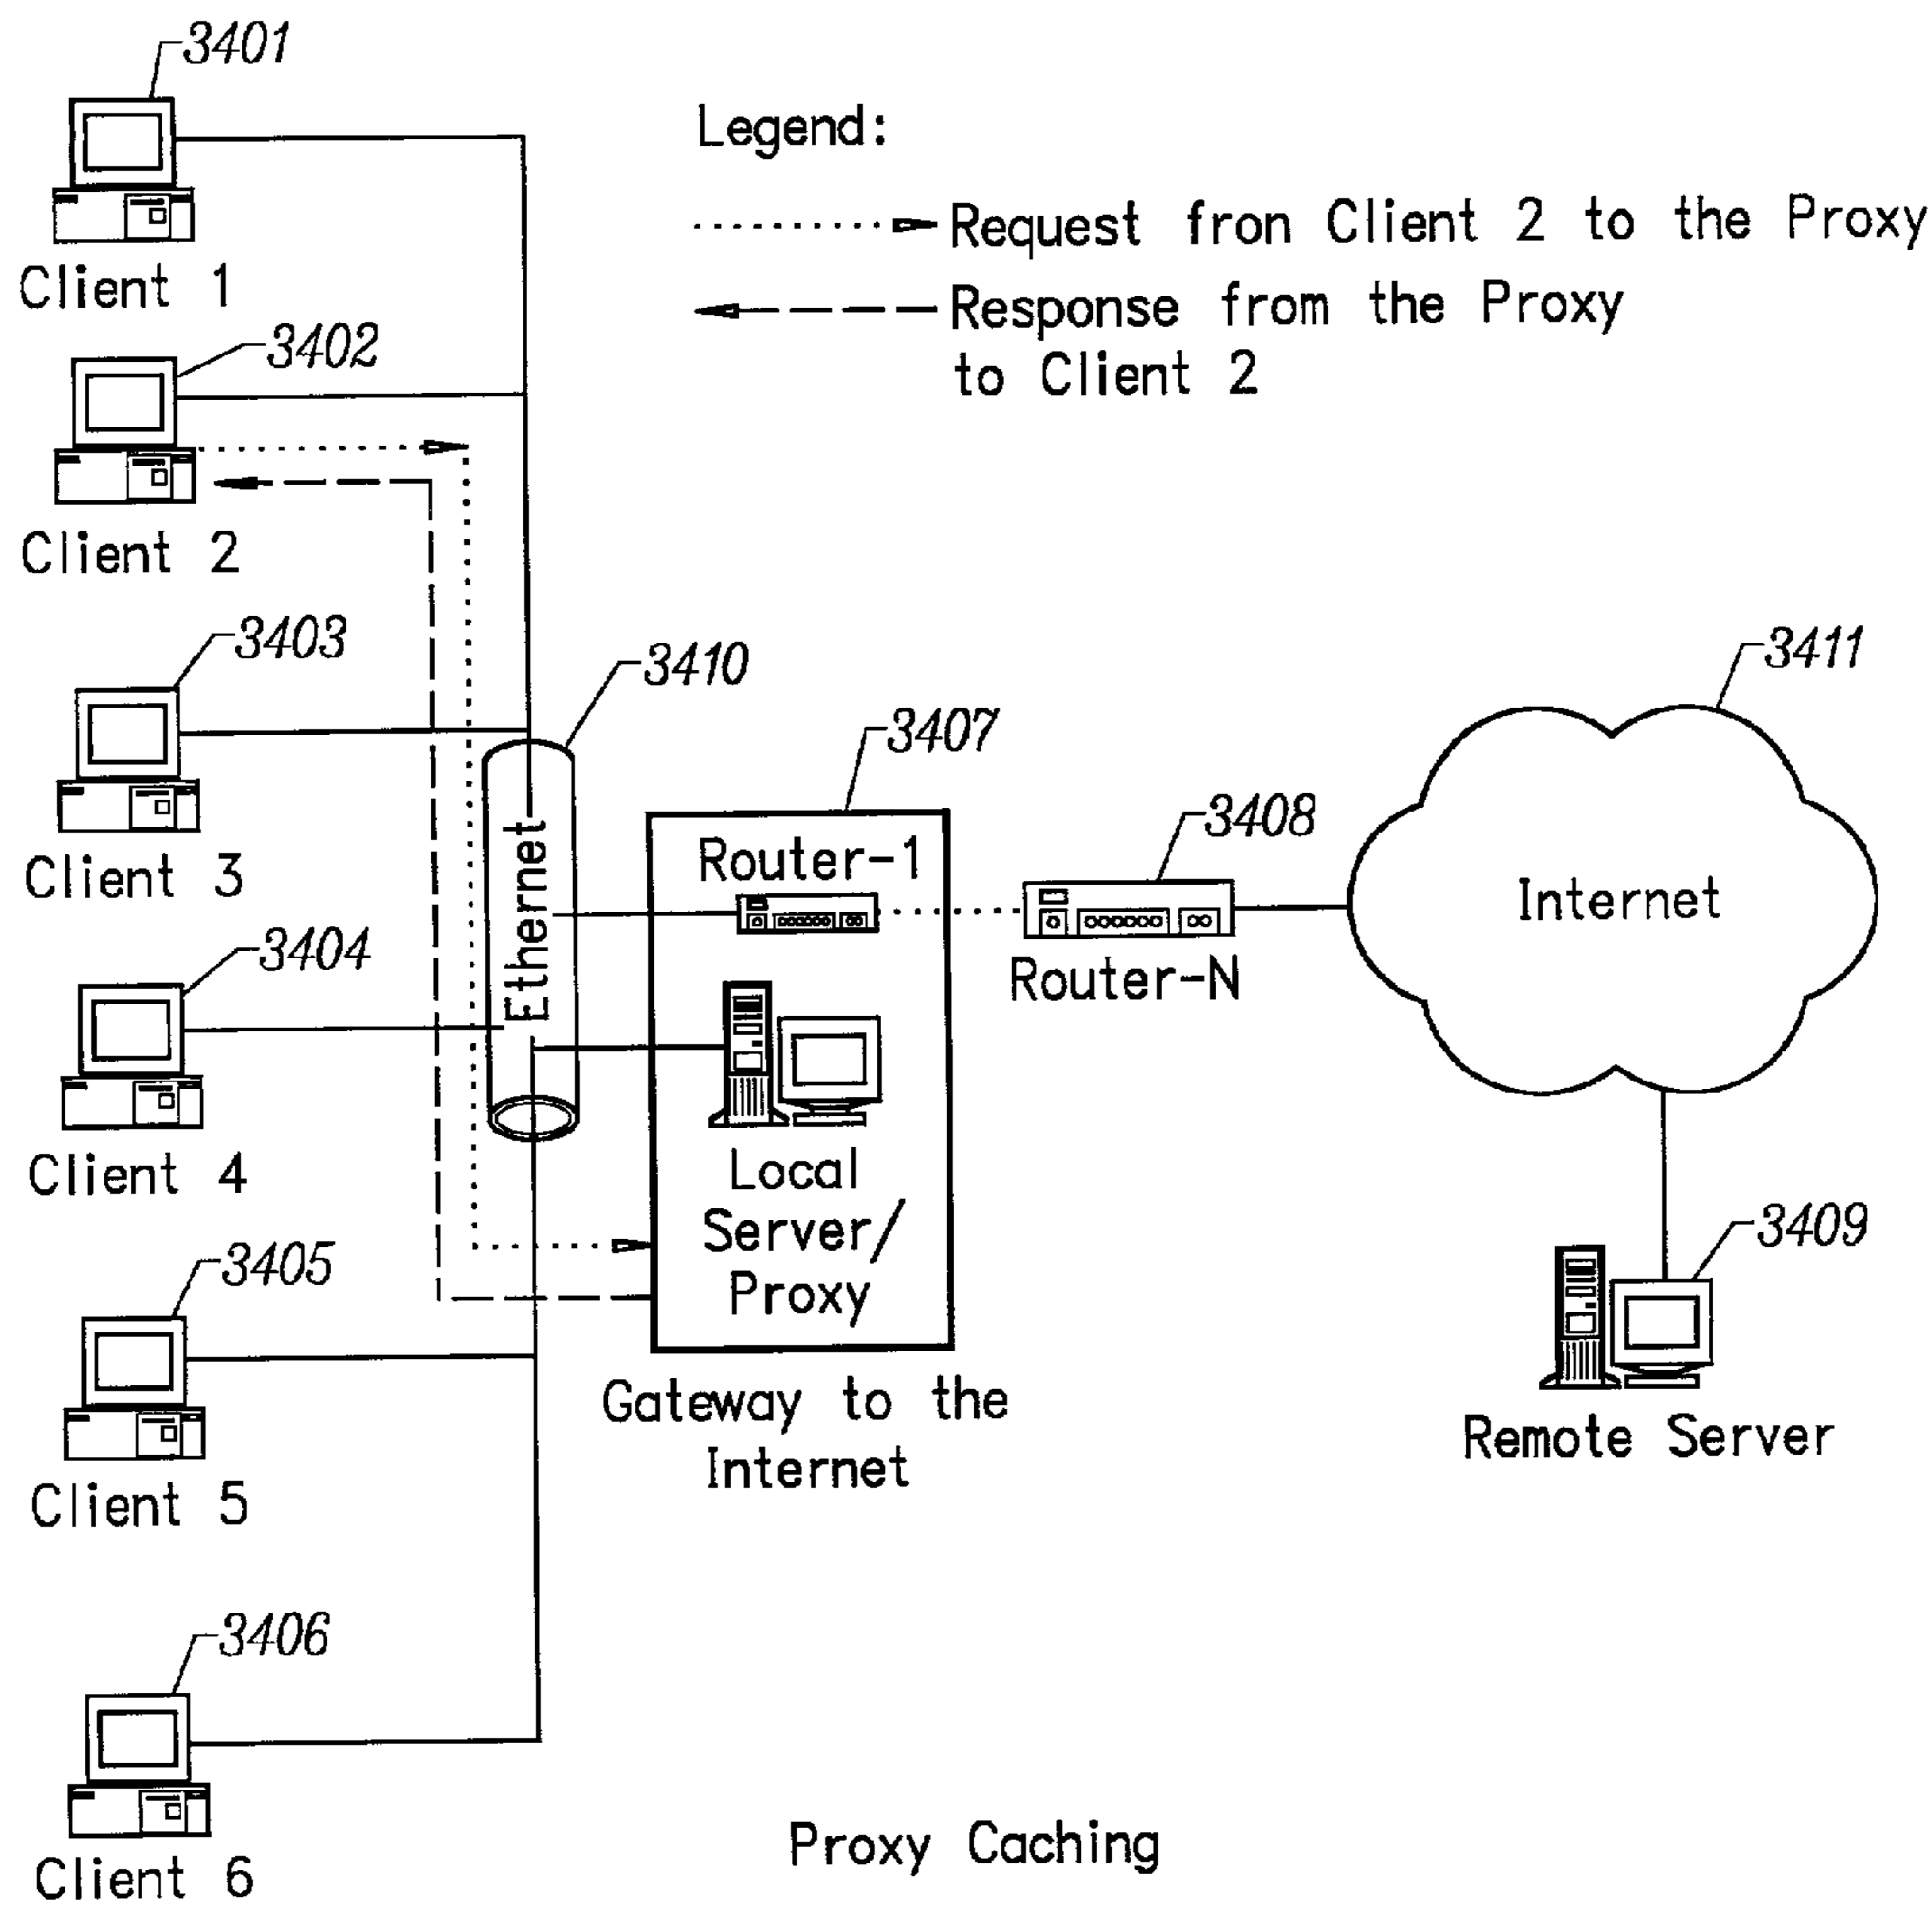 3401
Client 1
Legend:
Request fron Client 2 to the Proxy
Response from the Proxy
to Client 2
3402
Client 2
3403
Client 3
3410
Ethernet
3407
Router-1
3408
Router-N
3411
Internet
3404
Client 4
Local
Server/
Proxy
Gateway to the
Internet
3409
Remote Server
3405
Client 5
3406
Client 6
Proxy Caching